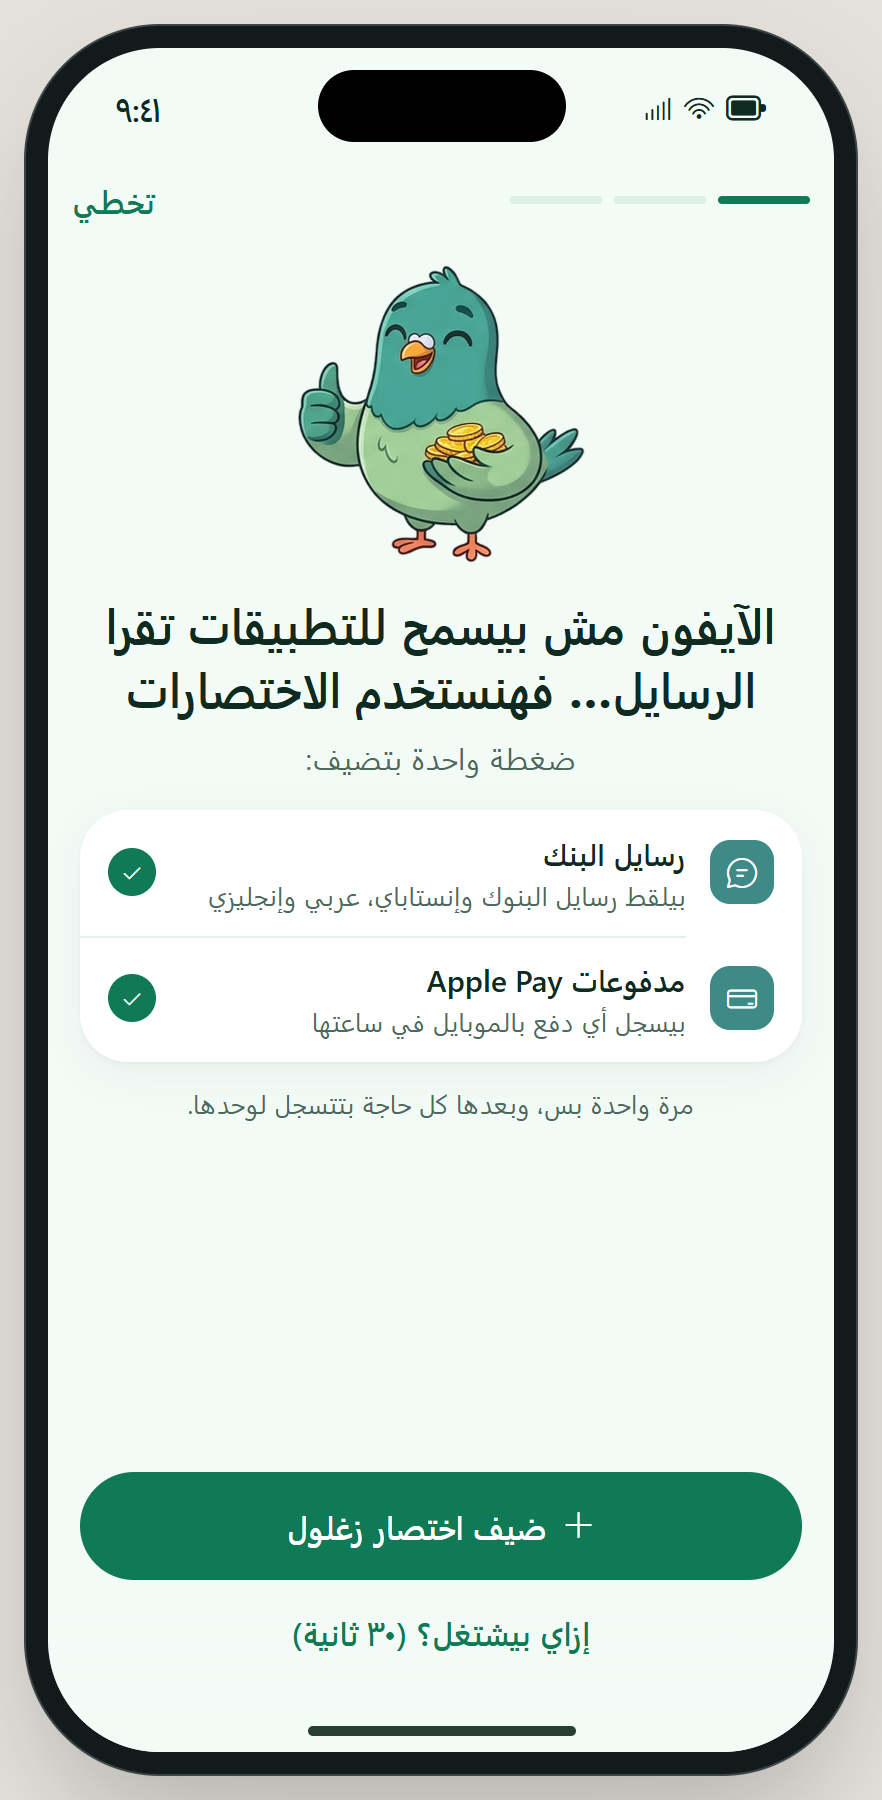 ٩:٤١
تخطي
الآيفون مش بيسمح للتطبيقات تقرا
الرسايل... فهنستخدم الاختصارات
ضغطة واحدة بتضيف:
رسايل البنك
بيلقط رسايل البنوك وإنستاباي، عربي وإنجليزي
مدفوعات Apple Pay
بيسجل أي دفع بالموبايل في ساعتها
مرة واحدة بس، وبعدها كل حاجة بتتسجل لوحدها.
ضيف اختصار زغلول
إزاي بيشتغل؟ (٣٠ ثانية)